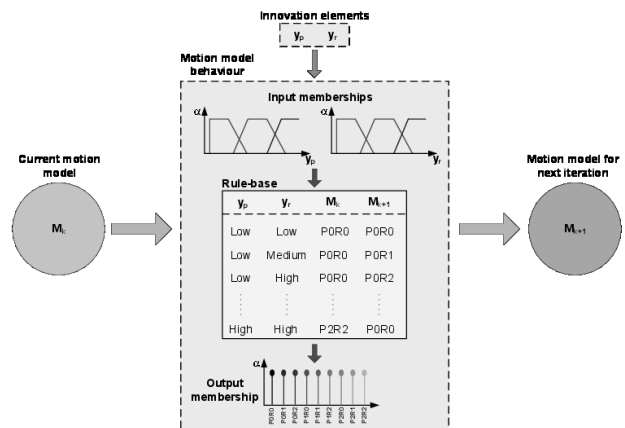 Innovation elements
yp yr
Motion model
behaviour
Input memberships
α α
yp yr
Current motion
model
Mk
Rule-base
yp yr Mk Mk+1
Low Low P0R0 P0R0
Low Medium P0R0 P0R1
Low High P0R0 P0R2
High High P2R2 P0R0
Motion model for
next iteration
Mk+1
Output
membership
α
P0R0
P0R1
P0R2
P1R0
P1R1
P1R2
P2R0
P2R1
P2R2